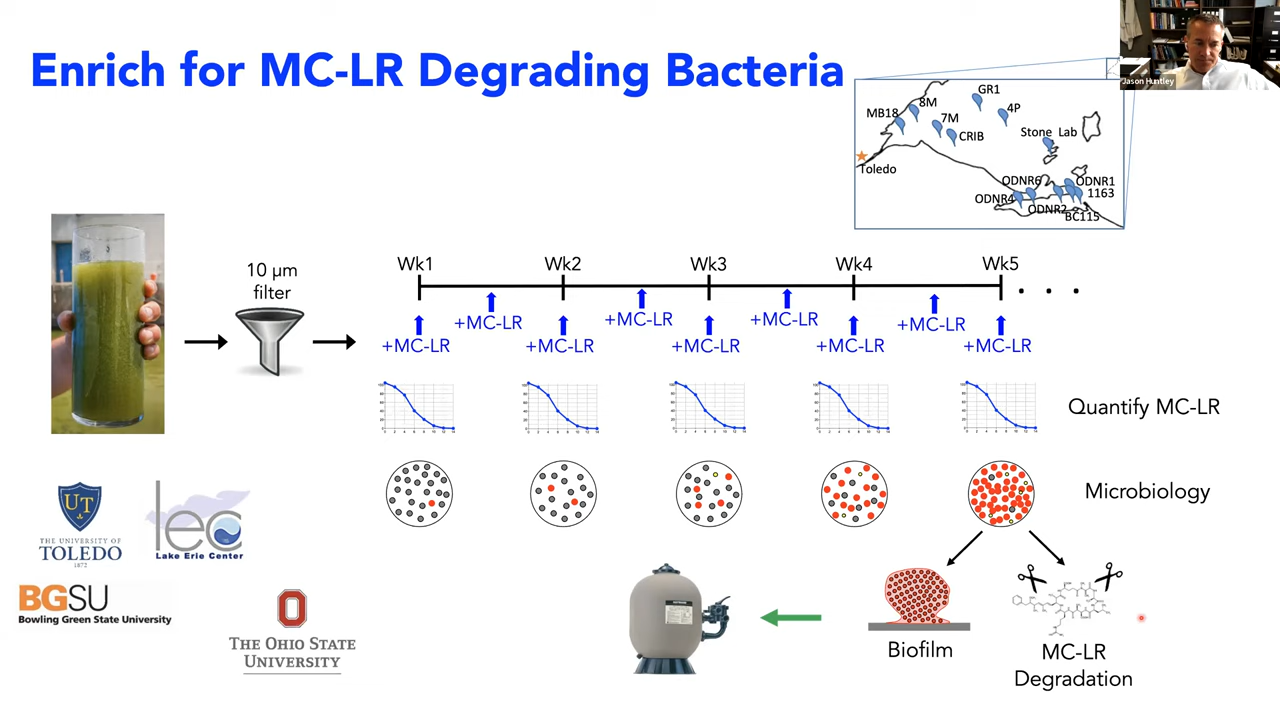 Enrich for MC-LR Degrading Bacteria
Jason Huntley
GR1
8M
4P
MB18
7M
CRIB
Stone Lab
Toledo
ODNR6
ODNR1
ODNR4
1163
ODNR2
BC115
10 µm
filter
Wk1
Wk2
Wk3
Wk4
Wk5
. . .
+MC-LR
+MC-LR
+MC-LR
+MC-LR
+MC-LR
+MC-LR
+MC-LR
+MC-LR
+MC-LR
Quantify MC-LR
Microbiology
UT
THE UNIVERSITY OF
TOLEDO
1872
lec
Lake Erie Center
BGSU
Bowling Green State University
THE OHIO STATE
UNIVERSITY
Biofilm
MC-LR
Degradation